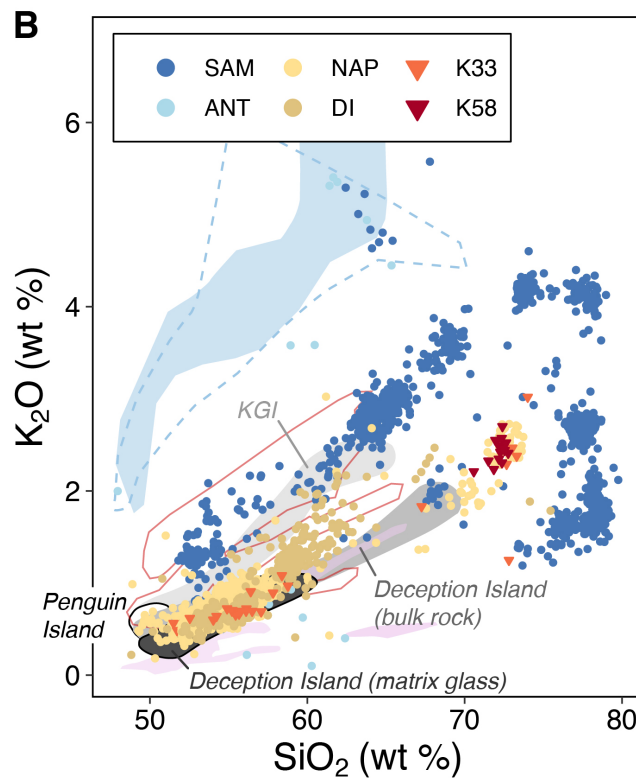 B
SAM NAP K33
ANT DI K58
6
4
2
0
K₂O (wt %)
KGI
Deception Island
(bulk rock)
Penguin
Island
Deception Island (matrix glass)
50 60 70 80
SiO₂ (wt %)